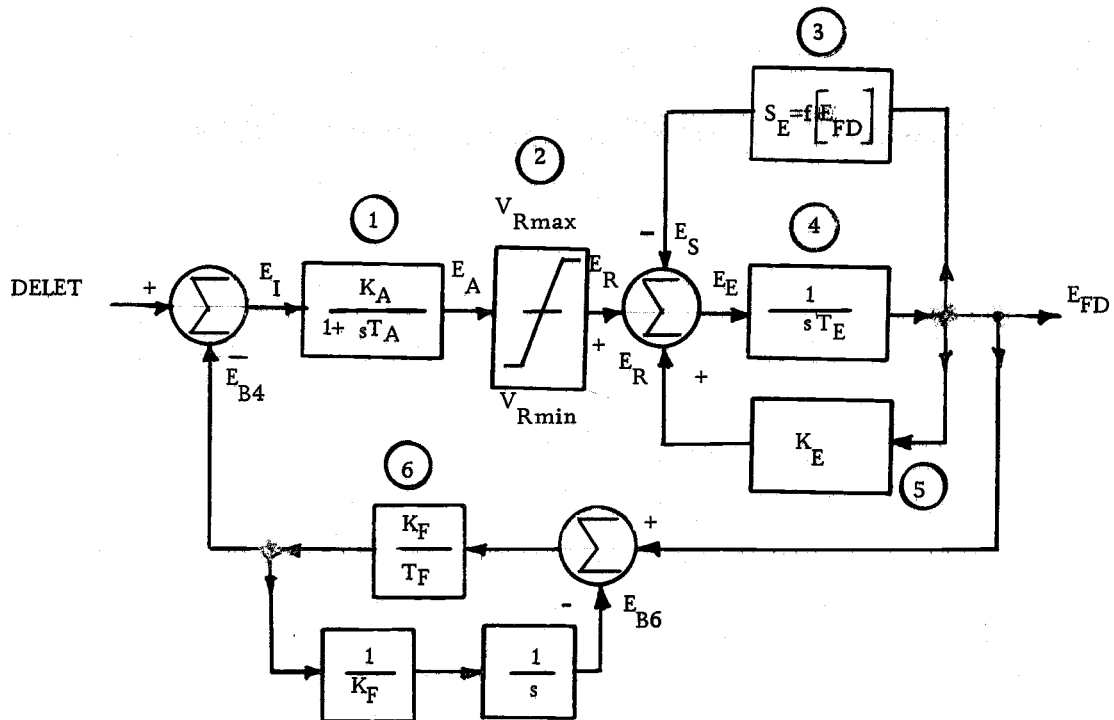 3
S_E=f[E_FD]
2
V_Rmax
1
- E_S
4
DELET
+
E_I
K_A
1+ sT_A
E_A
E_R
E_E
1
sT_E
E_FD
+
-
E_B4
E_R
+
V_Rmin
K_E
5
6
K_F
T_F
+
-
E_B6
1
K_F
1
s